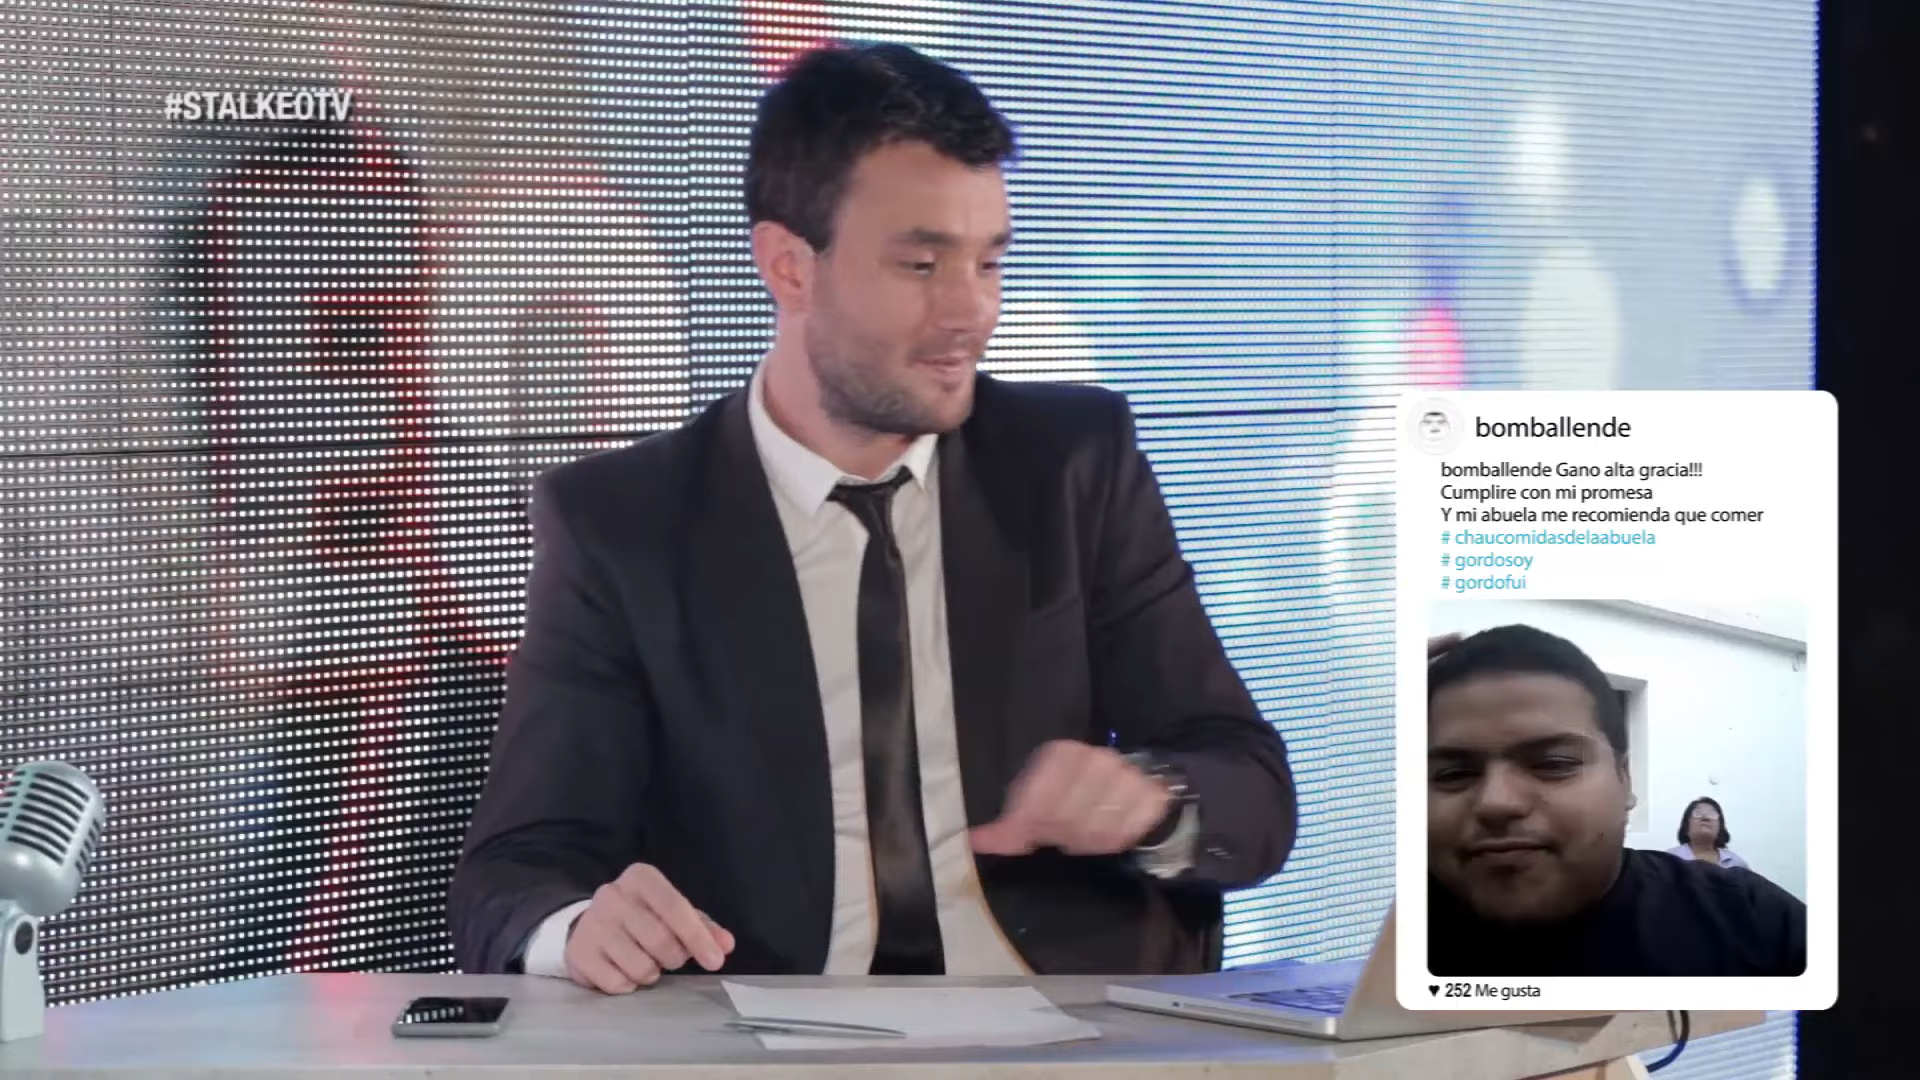 #STALKEOTV
bomballende
bomballende Gano alta gracia!!!
Cumplire con mi promesa
Y mi abuela me recomienda que comer
# chaucomidasdelaabuela
# gordosoy
# gordofui
♥ 252 Me gusta